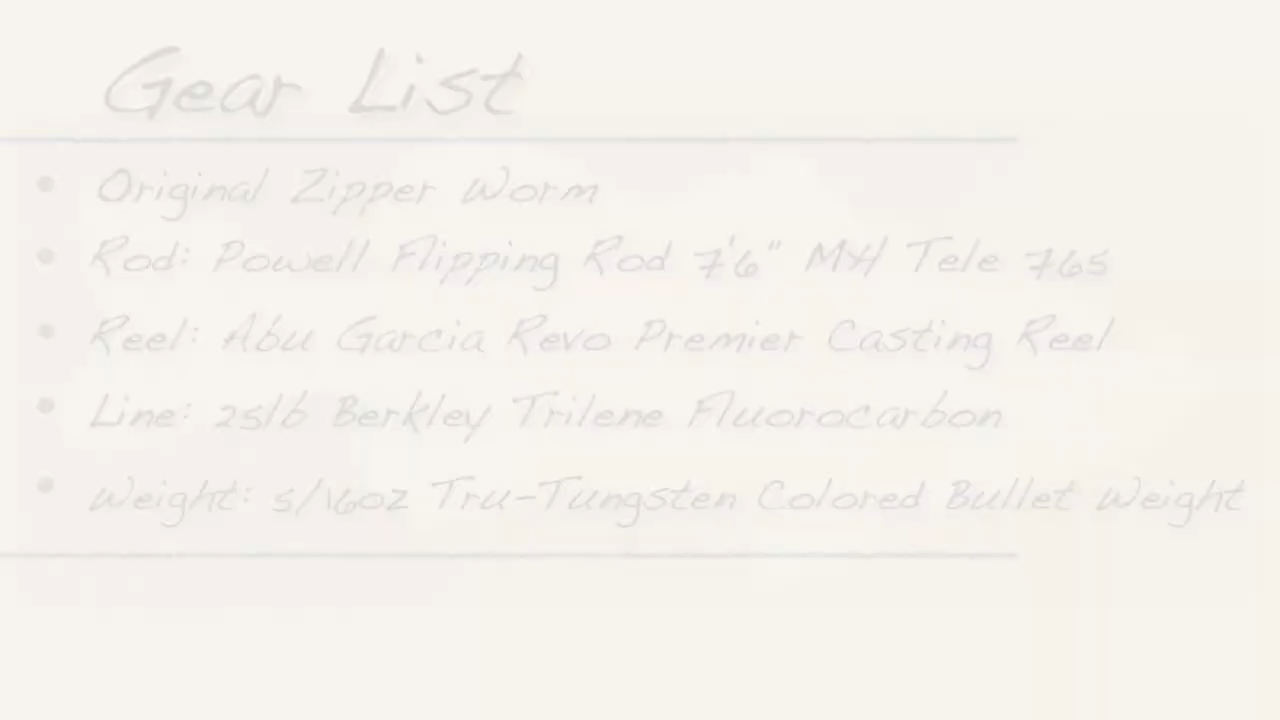 Gear List
• Original Zipper Worm
• Rod: Powell Flipping Rod 7'6" MH Tele 765
• Reel: Abu Garcia Revo Premier Casting Reel
• Line: 25lb Berkley Trilene Fluorocarbon
• Weight: 5/16oz Tru-Tungsten Colored Bullet Weight